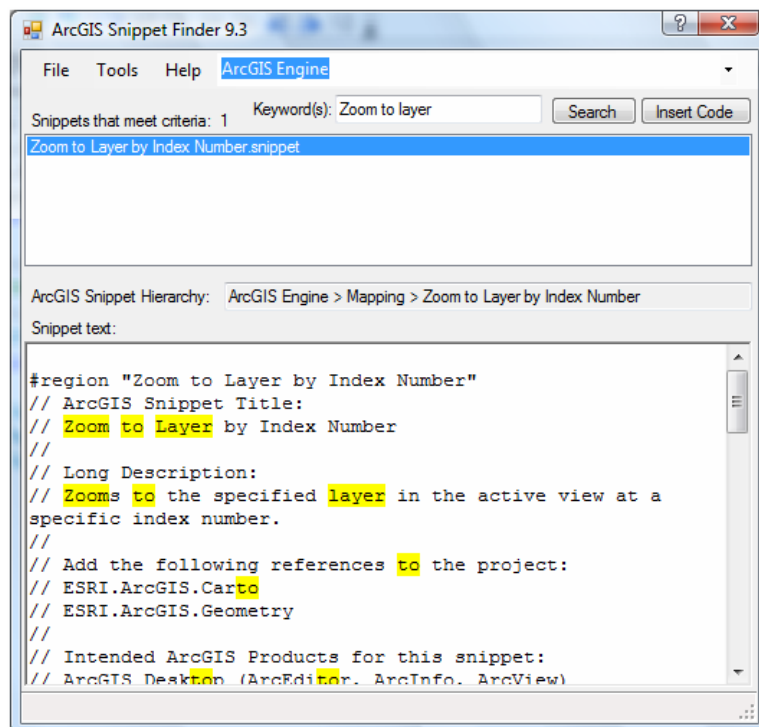 ArcGIS Snippet Finder 9.3
File Tools Help ArcGIS Engine
Snippets that meet criteria: 1 Keyword(s): Zoom to layer Search Insert Code
Zoom to Layer by Index Number.snippet
ArcGIS Snippet Hierarchy: ArcGIS Engine > Mapping > Zoom to Layer by Index Number
Snippet text:
#region "Zoom to Layer by Index Number"
// ArcGIS Snippet Title:
// Zoom to Layer by Index Number
//
// Long Description:
// Zooms to the specified layer in the active view at a
specific index number.
//
// Add the following references to the project:
// ESRI.ArcGIS.Carto
// ESRI.ArcGIS.Geometry
//
// Intended ArcGIS Products for this snippet:
// ArcGIS Desktop (ArcEditor, ArcInfo, ArcView)